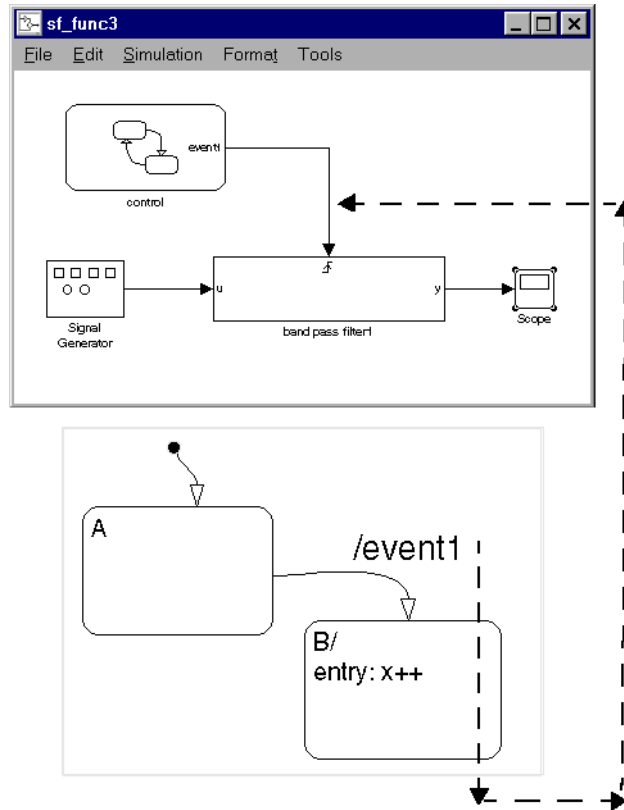 sf_func3
File Edit Simulation Format Tools
event1
control
u
y
Signal
Generator
band pass filter1
Scope
A
/event1
B/
entry: x++